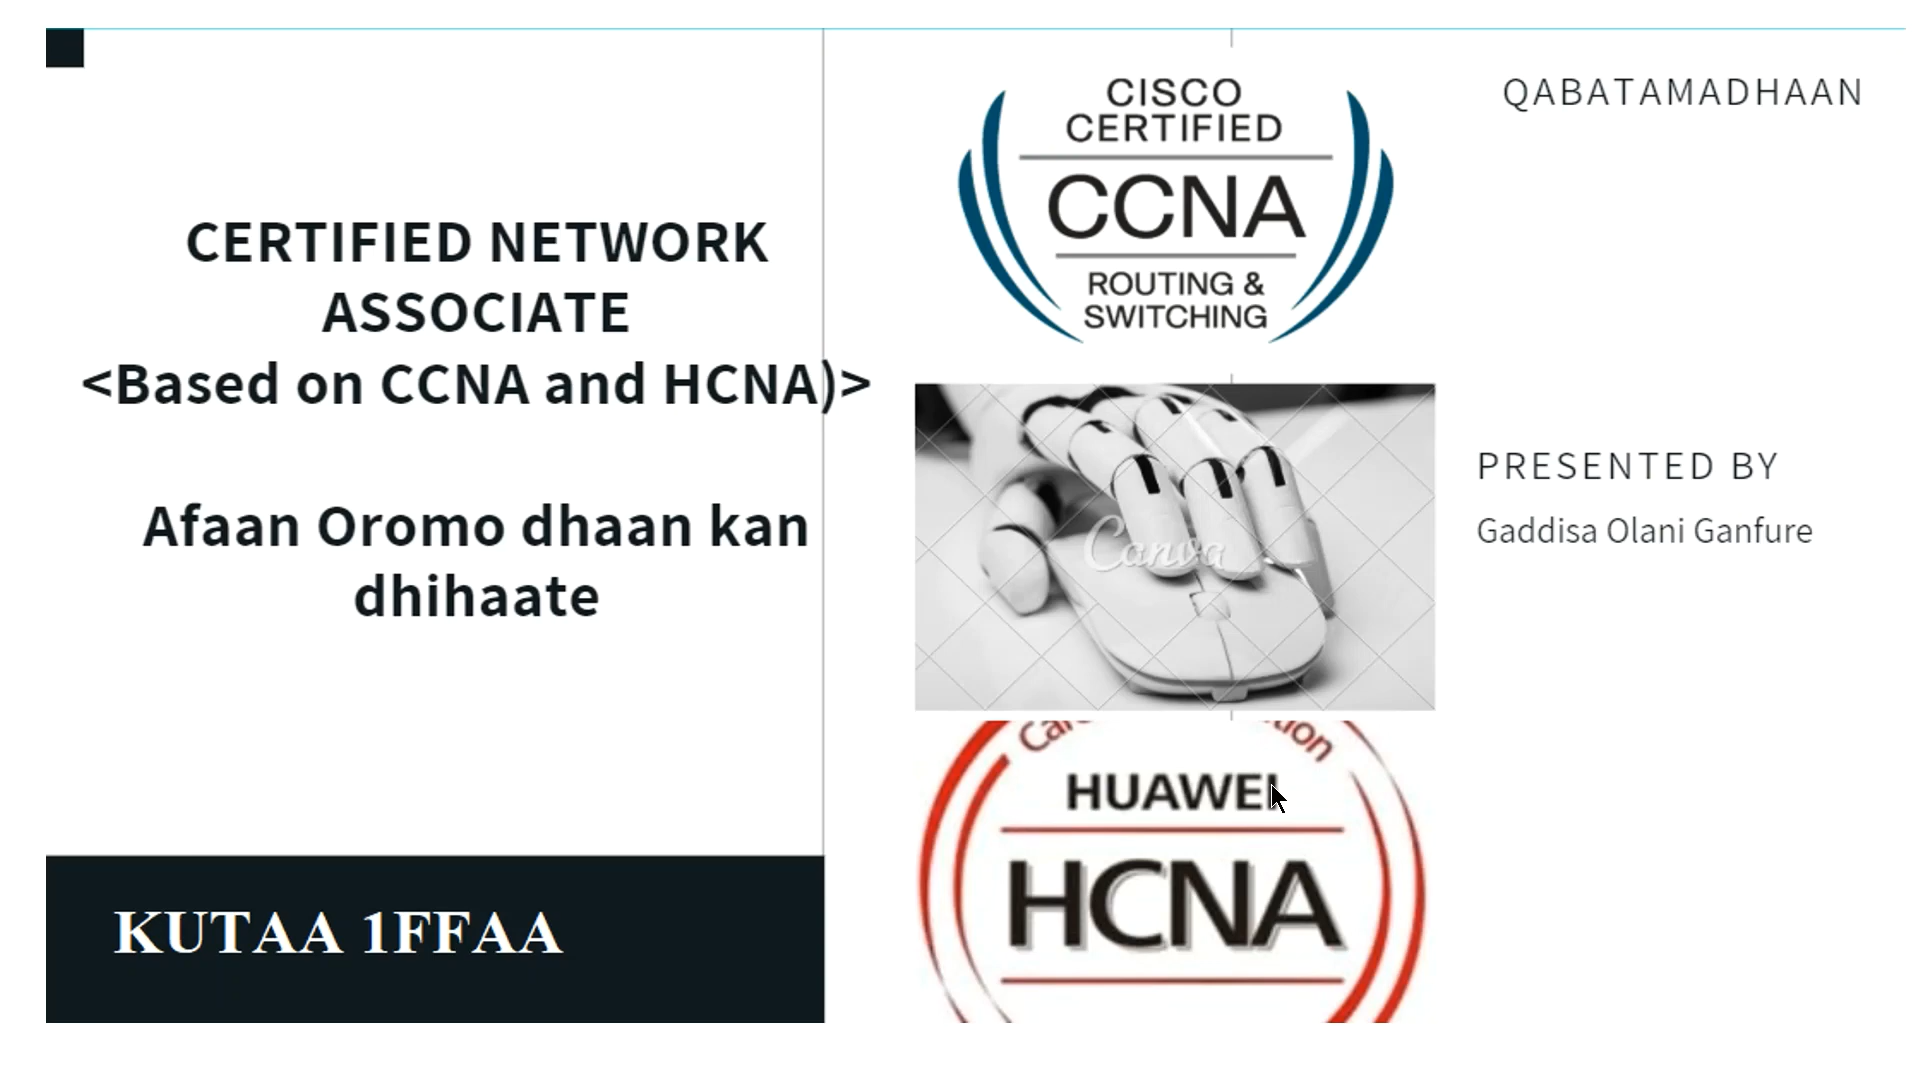 CERTIFIED NETWORK
ASSOCIATE
<Based on CCNA and HCNA)>
Afaan Oromo dhaan kan
dhihaate
KUTAA 1FFAA
CISCO
CERTIFIED
CCNA
ROUTING &
SWITCHING
Canva
HUAWEI
HCNA
QABATAMADHAAN
PRESENTED BY
Gaddisa Olani Ganfure